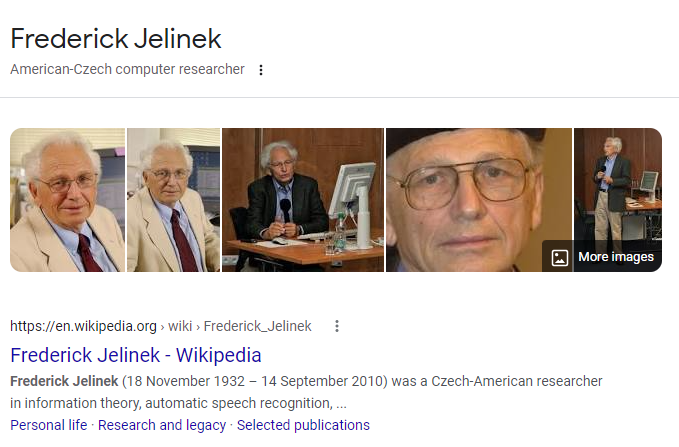 Frederick Jelinek
American-Czech computer researcher
More images
https://en.wikipedia.org › wiki › Frederick_Jelinek
Frederick Jelinek - Wikipedia
Frederick Jelinek (18 November 1932 – 14 September 2010) was a Czech-American researcher
in information theory, automatic speech recognition, ...
Personal life · Research and legacy · Selected publications